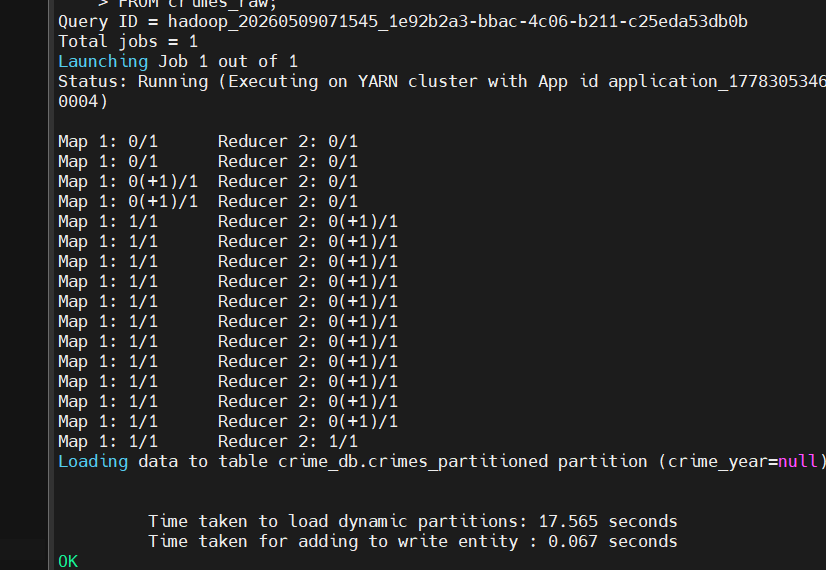 > FROM crimes_raw;
Query ID = hadoop_20260509071545_1e92b2a3-bbac-4c06-b211-c25eda53db0b
Total jobs = 1
Launching Job 1 out of 1
Status: Running (Executing on YARN cluster with App id application_1778305346
0004)
Map 1: 0/1 Reducer 2: 0/1
Map 1: 0/1 Reducer 2: 0/1
Map 1: 0(+1)/1 Reducer 2: 0/1
Map 1: 0(+1)/1 Reducer 2: 0/1
Map 1: 1/1 Reducer 2: 0(+1)/1
Map 1: 1/1 Reducer 2: 0(+1)/1
Map 1: 1/1 Reducer 2: 0(+1)/1
Map 1: 1/1 Reducer 2: 0(+1)/1
Map 1: 1/1 Reducer 2: 0(+1)/1
Map 1: 1/1 Reducer 2: 0(+1)/1
Map 1: 1/1 Reducer 2: 0(+1)/1
Map 1: 1/1 Reducer 2: 0(+1)/1
Map 1: 1/1 Reducer 2: 0(+1)/1
Map 1: 1/1 Reducer 2: 0(+1)/1
Map 1: 1/1 Reducer 2: 0(+1)/1
Map 1: 1/1 Reducer 2: 1/1
Loading data to table crime_db.crimes_partitioned partition (crime_year=null)
Time taken to load dynamic partitions: 17.565 seconds
Time taken for adding to write entity : 0.067 seconds
OK